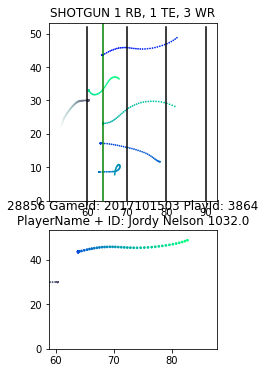 SHOTGUN 1 RB, 1 TE, 3 WR
50
40
30
20
10
0
60 70 80 90
28856 GameId: 2017101503 PlayId: 3864
PlayerName + ID: Jordy Nelson 1032.0
40
20
0
60 70 80